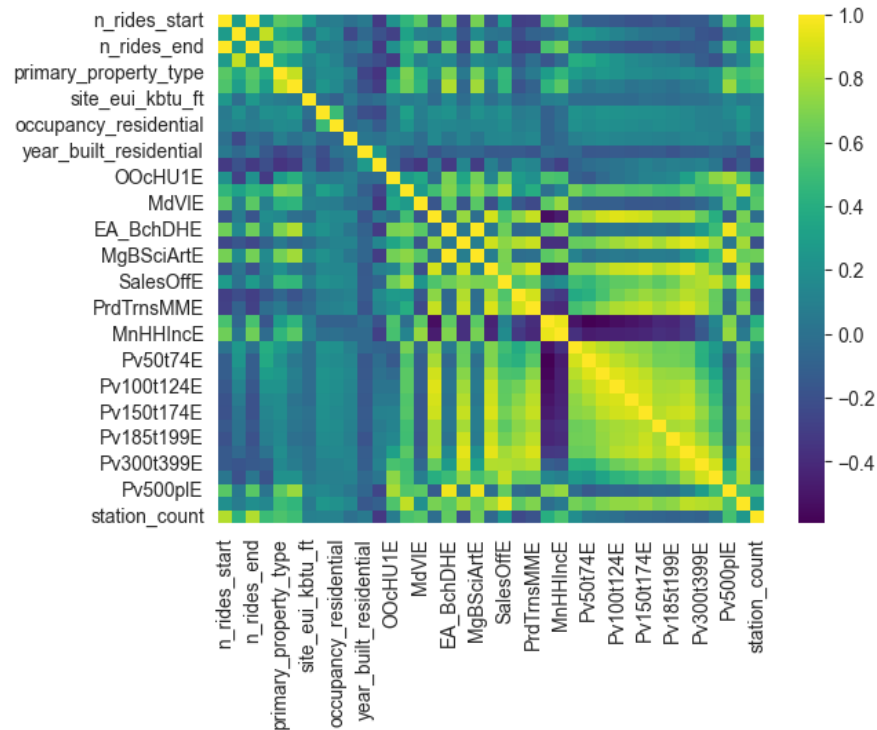 n_rides_start
n_rides_end
primary_property_type
site_eui_kbtu_ft
occupancy_residential
year_built_residential
OOcHU1E
MdVlE
EA_BchDHE
MgBSciArtE
SalesOffE
PrdTrnsMME
MnHHIncE
Pv50t74E
Pv100t124E
Pv150t174E
Pv185t199E
Pv300t399E
Pv500plE
station_count
n_rides_start
n_rides_end
primary_property_type
site_eui_kbtu_ft
occupancy_residential
year_built_residential
OOcHU1E
MdVlE
EA_BchDHE
MgBSciArtE
SalesOffE
PrdTrnsMME
MnHHIncE
Pv50t74E
Pv100t124E
Pv150t174E
Pv185t199E
Pv300t399E
Pv500plE
station_count
1.0
0.8
0.6
0.4
0.2
0.0
−0.2
−0.4